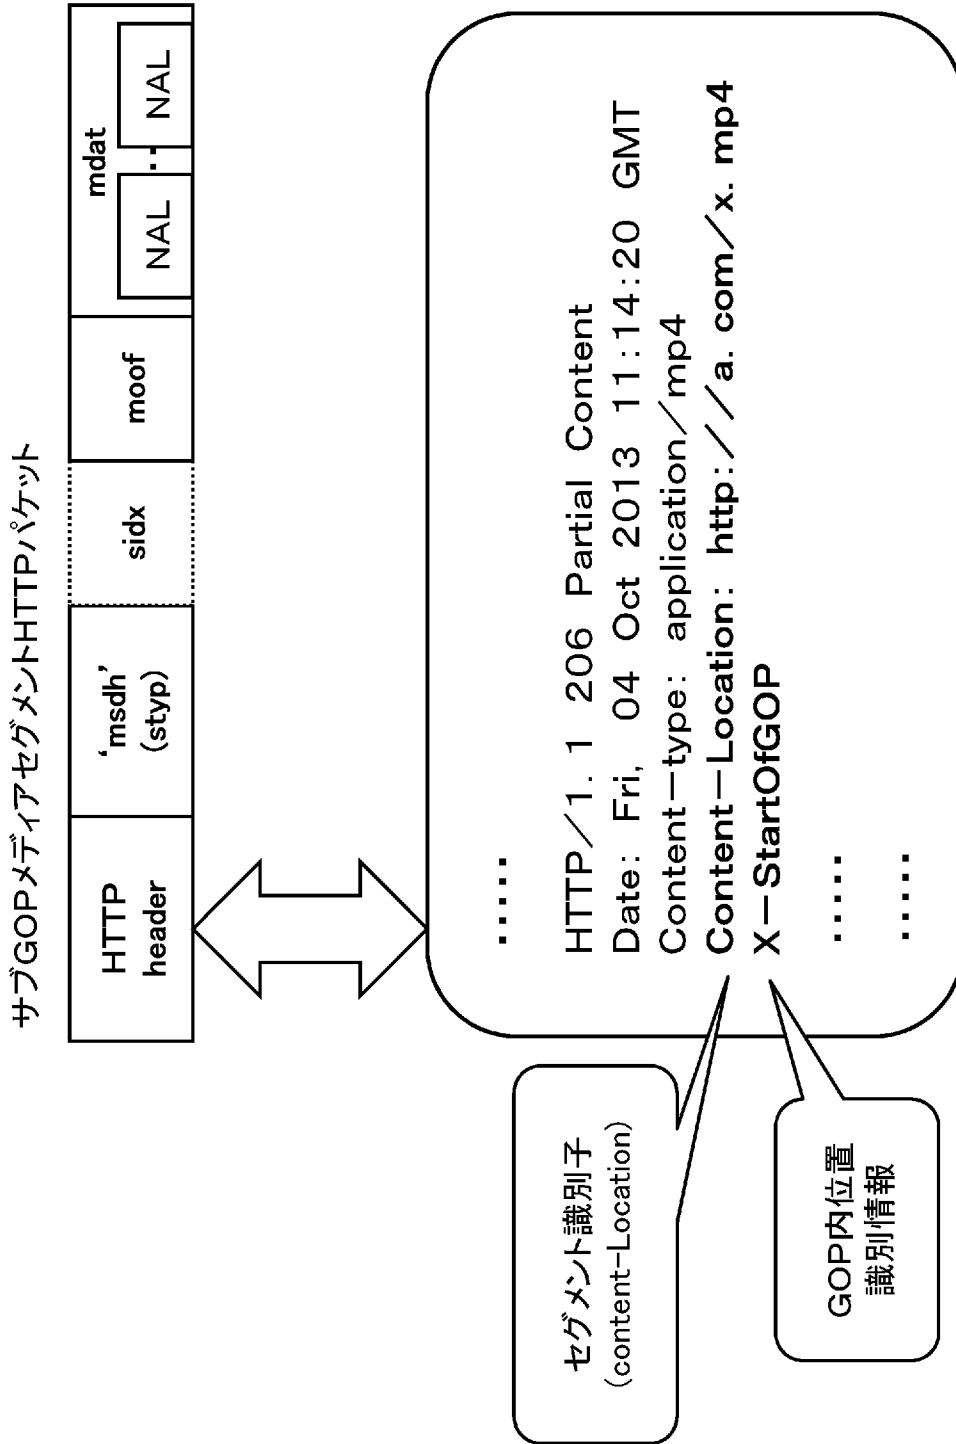 サブGOPメディアセグメントHTTPパケット
HTTP
header
‘msdh’
(styp)
sidx
moof
mdat
NAL
‥
NAL
‥‥‥
HTTP/1.1 206 Partial Content
Date: Fri, 04 Oct 2013 11:14:20 GMT
Content-type: application/mp4
Content-Location: http://a.com/x.mp4
X-StartOfGOP
‥‥‥
‥‥‥
セグメント識別子
(content-Location)
GOP内位置
識別情報